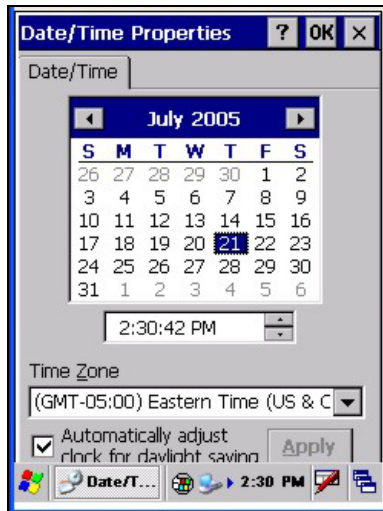 Date/Time Properties ? OK ×
Date/Time
July 2005
S M T W T F S
26 27 28 29 30 1 2
3 4 5 6 7 8 9
10 11 12 13 14 15 16
17 18 19 20 21 22 23
24 25 26 27 28 29 30
31 1 2 3 4 5 6
2:30:42 PM
Time Zone
(GMT-05:00) Eastern Time (US & C
Automatically adjust
clock for daylight saving
Apply
Date/T... 2:30 PM